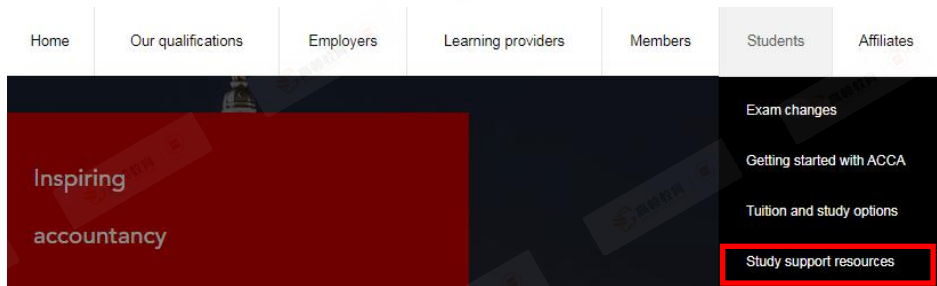 Home Our qualifications Employers Learning providers Members Students Affiliates
Exam changes
Getting started with ACCA
Inspiring
Tuition and study options
accountancy
Study support resources